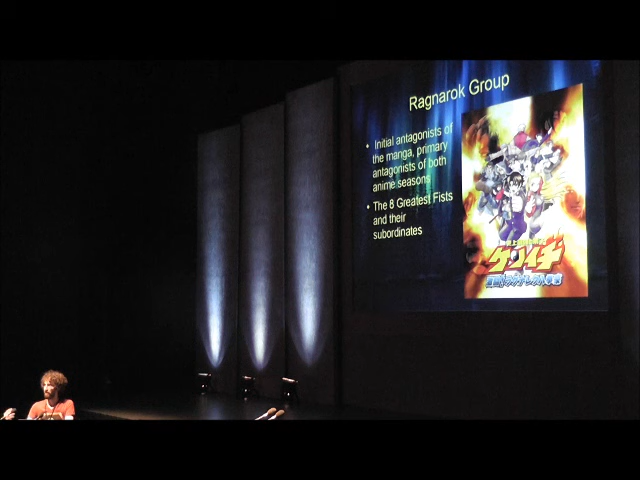 Ragnarok Group
• Initial antagonists of
the manga, primary
antagonists of both
anime seasons
• The 8 Greatest Fists
and their
subordinates
ケンイチ